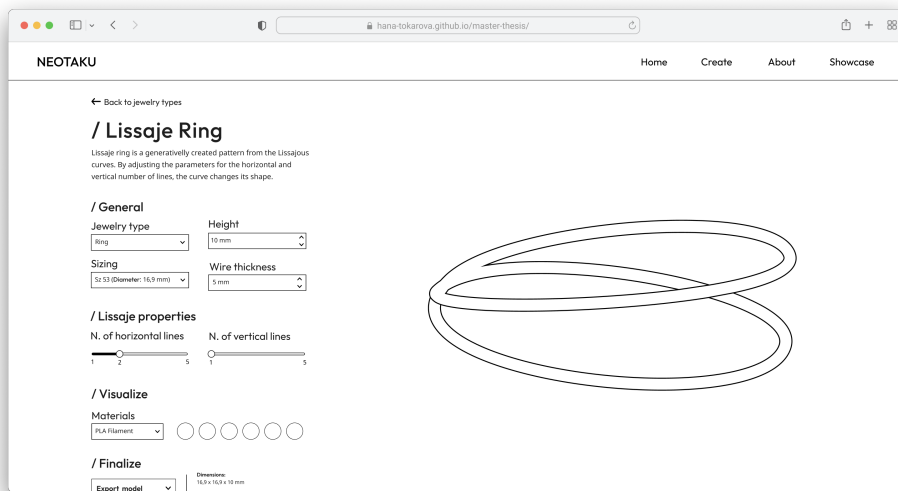 hana-tokarova.github.io/master-thesis/
NEOTAKU
Home Create About Showcase
Back to jewelry types
/ Lissaje Ring
Lissaje ring is a generativelly created pattern from the Lissajous
curves. By adjusting the parameters for the horizontal and
vertical number of lines, the curve changes its shape.
/ General
Jewelry type
Ring
Height
10 mm
Sizing
Sz 53 (Diameter: 16,9 mm)
Wire thickness
5 mm
/ Lissaje properties
N. of horizontal lines
1 2 5
N. of vertical lines
1 5
/ Visualize
Materials
PLA Filament
/ Finalize
Export model
Dimensions:
16,9 x 16,9 x 10 mm